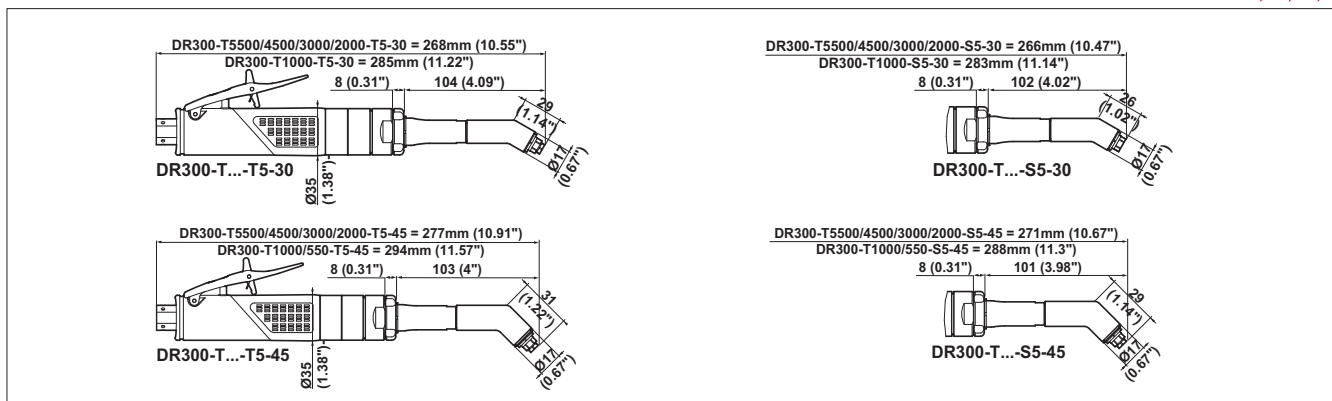 DR300-T5500/4500/3000/2000-T5-30 = 268mm (10.55")
DR300-T1000-T5-30 = 285mm (11.22")
8 (0.31")
104 (4.09")
29
(1.14")
Ø17
(0.67")
DR300-T...-T5-30
Ø35
(1.38")
DR300-T5500/4500/3000/2000-S5-30 = 266mm (10.47")
DR300-T1000-S5-30 = 283mm (11.14")
8 (0.31")
102 (4.02")
26
(1.02")
Ø17
(0.67")
DR300-T...-S5-30
DR300-T5500/4500/3000/2000-T5-45 = 277mm (10.91")
DR300-T1000/550-T5-45 = 294mm (11.57")
8 (0.31")
103 (4")
31
(1.22")
Ø17
(0.67")
DR300-T...-T5-45
Ø35
(1.38")
DR300-T5500/4500/3000/2000-S5-45 = 271mm (10.67")
DR300-T1000/550-S5-45 = 288mm (11.3")
8 (0.31")
101 (3.98")
29
(1.14")
Ø17
(0.67")
DR300-T...-S5-45